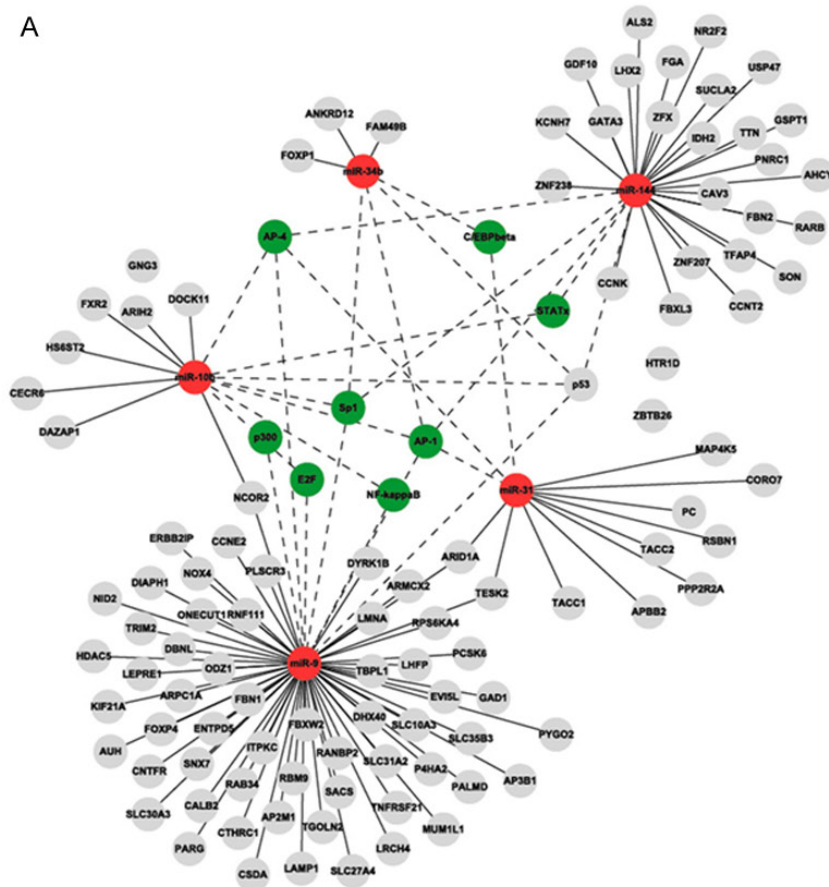 A
ALS2
NR2F2
GDF10
LHX2
FGA
USP47
SUCLA2
ANKRD12
FAM49B
KCNH7
GATA3
ZFX
GSPT1
IDH2
TTN
FOXP1
miR-34b
PNRC1
AHCY
ZNF238
miR-144
CAV3
FBN2
RARB
AP-4
C/EBPbeta
GNG3
ZNF207
TFAP4
SON
CCNK
FXR2
ARIH2
DOCK11
STATx
FBXL3
CCNT2
HS6ST2
HTR1D
CECR6
miR-10b
p53
Sp1
ZBTB26
DAZAP1
p300
AP-1
MAP4K5
E2F
CORO7
NCOR2
NF-kappaB
miR-31
PC
RSBN1
ERBB2IP
CCNE2
DYRK1B
ARID1A
TACC2
NOX4
PLSCR3
DIAPH1
ARMCX2
TESK2
PPP2R2A
NID2
ONECUT1
RNF111
LMNA
TACC1
APBB2
TRIM2
RPS6KA4
HDAC5
DBNL
PCSK6
LEPRE1
ODZ1
miR-9
TBPL1
LHFP
KIF21A
ARPC1A
FBN1
EVI5L
GAD1
FOXP4
ENTPD5
FBXW2
DHX40
SLC10A3
PYGO2
AUH
SLC35B3
CNTFR
SNX7
ITPKC
RANBP2
SLC31A2
P4HA2
AP3B1
RAB34
RBM9
PALMD
SLC30A3
CALB2
SACS
TNFRSF21
AP2M1
PARG
CTHRC1
TGOLN2
MUM1L1
LRCH4
CSDA
LAMP1
SLC27A4